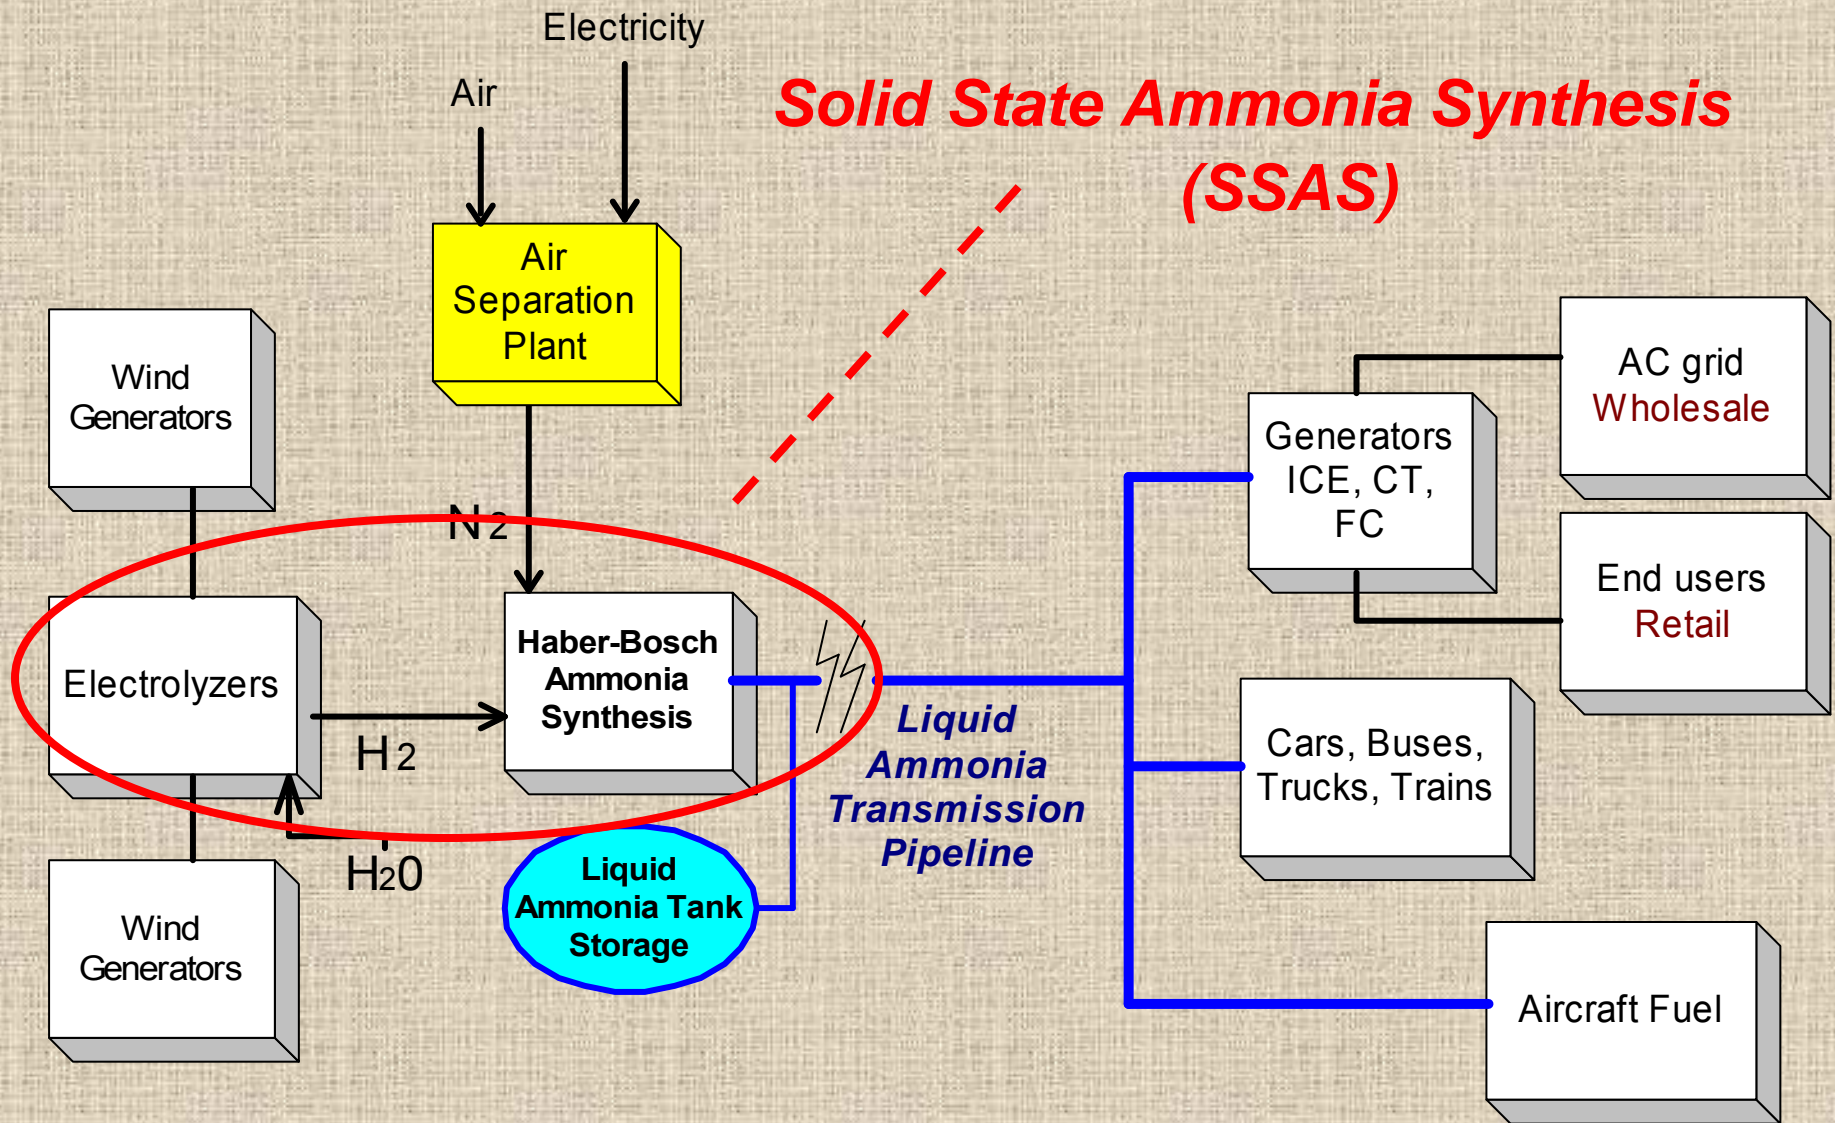 Electricity
Air
Solid State Ammonia Synthesis
(SSAS)
Air
Separation
Plant
Wind
Generators
N2
Electrolyzers
H2
Haber-Bosch
Ammonia
Synthesis
H20
Wind
Generators
Liquid
Ammonia Tank
Storage
Liquid
Ammonia
Transmission
Pipeline
Generators
ICE, CT,
FC
AC grid
Wholesale
End users
Retail
Cars, Buses,
Trucks, Trains
Aircraft Fuel